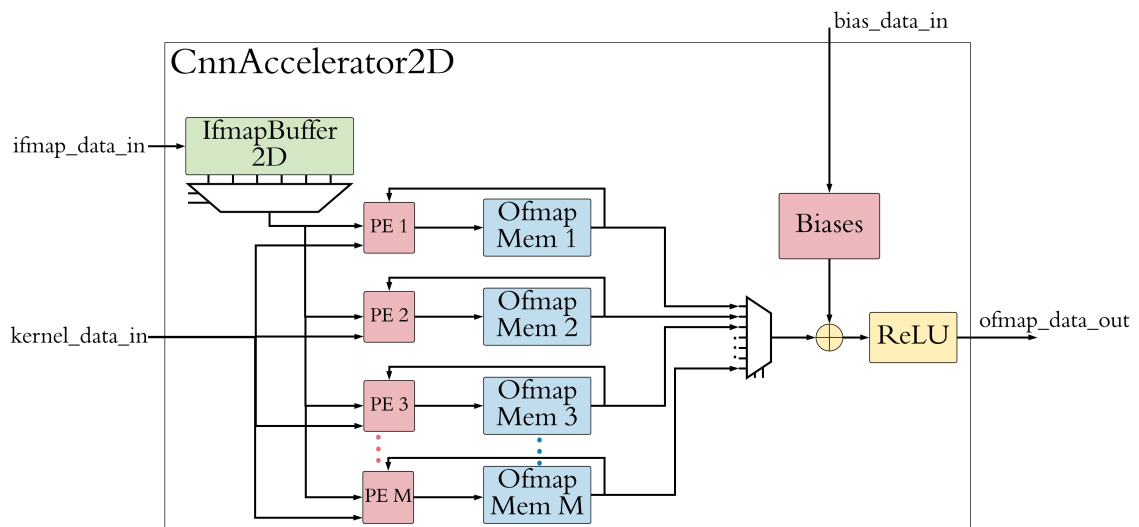 bias_data_in
CnnAccelerator2D
ifmap_data_in
IfmapBuffer
2D
PE 1
Ofmap
Mem 1
Biases
PE 2
Ofmap
Mem 2
kernel_data_in
ReLU
ofmap_data_out
PE 3
Ofmap
Mem 3
PE M
Ofmap
Mem M